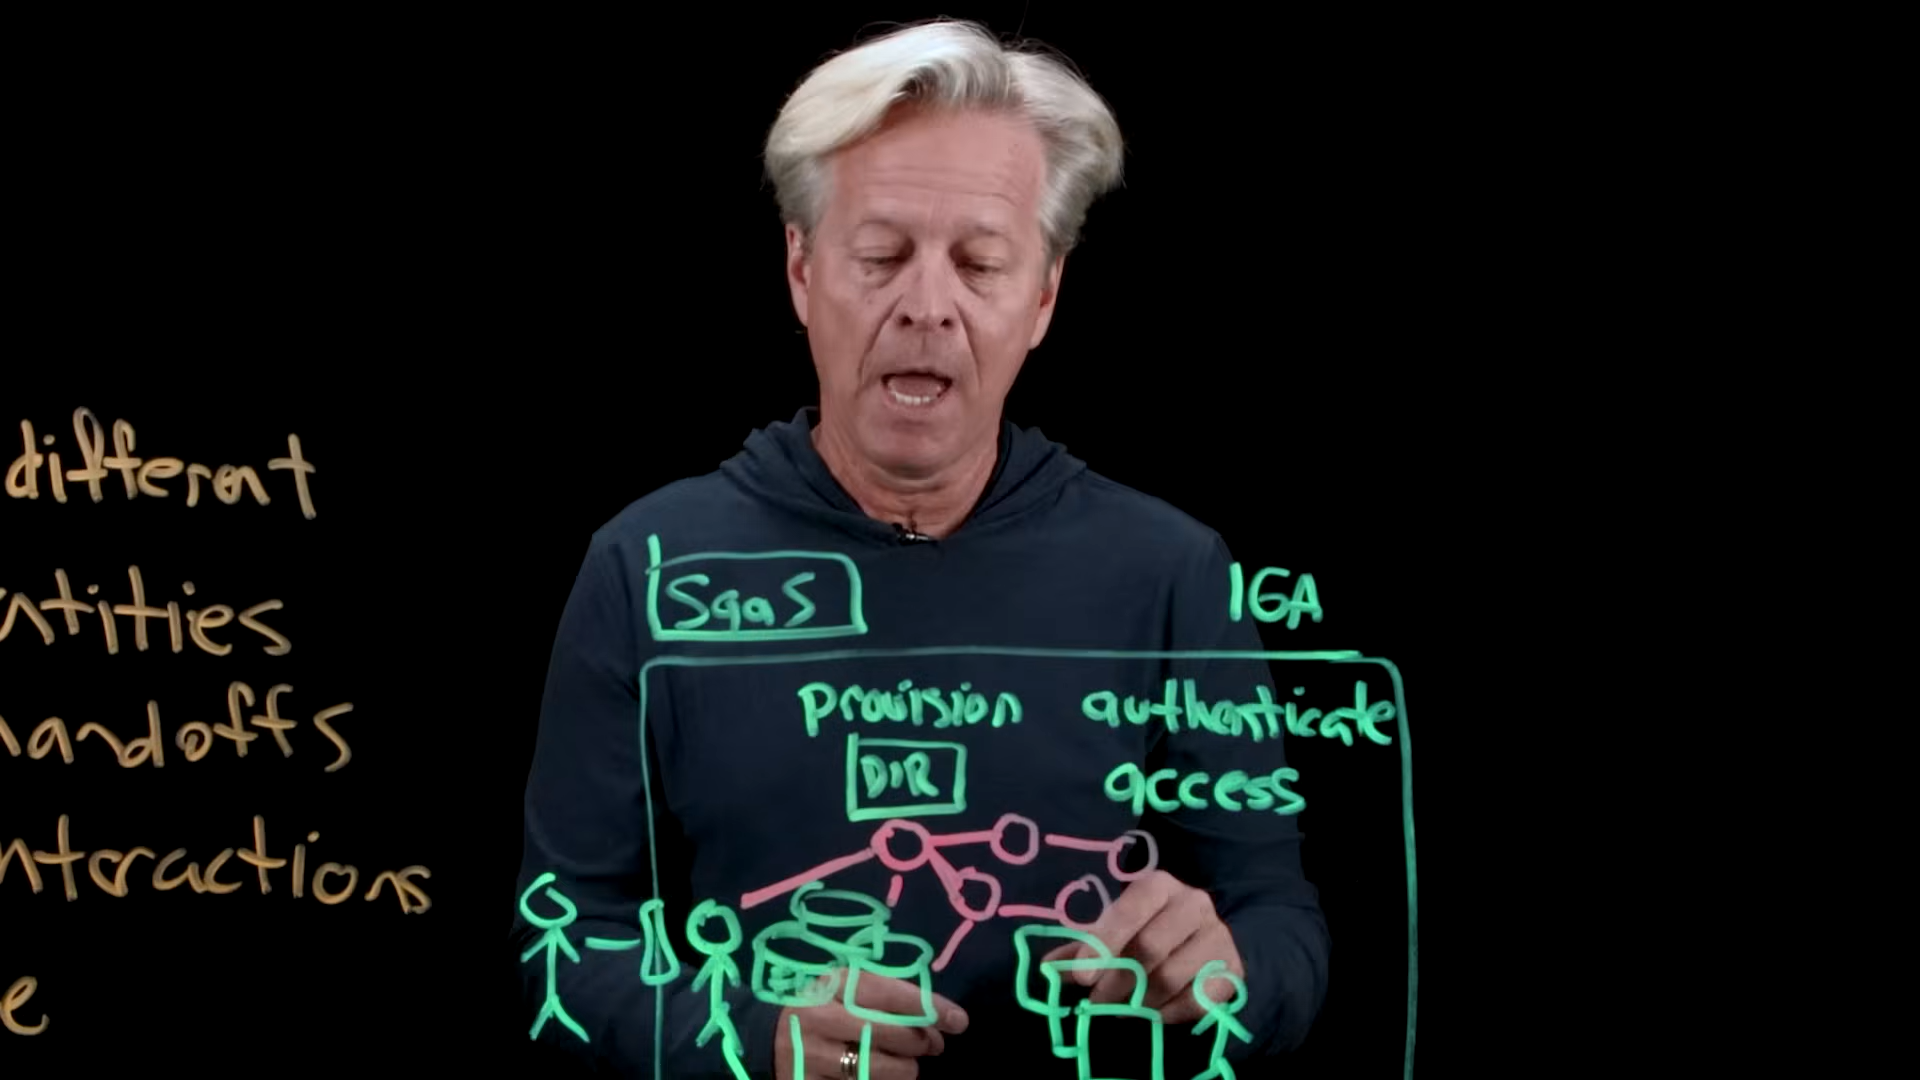 different
ntities
andoffs
nteractions
e
SaaS
IGA
provision authenticate
DIR
access